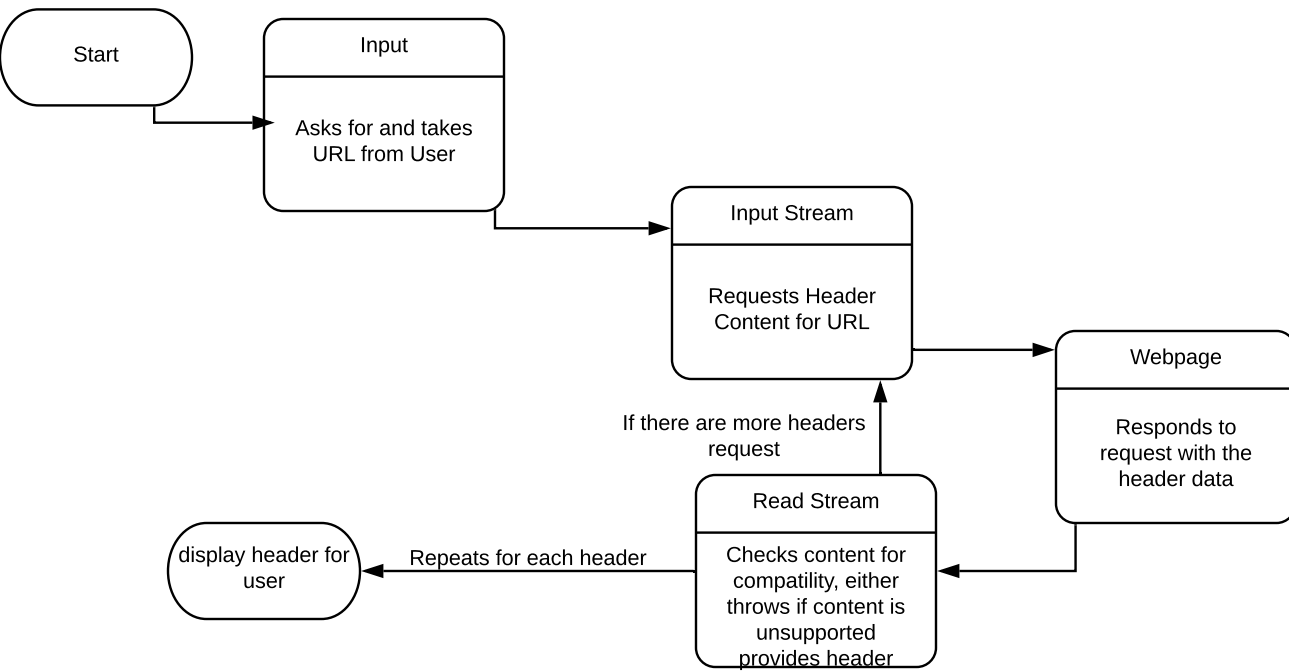 Start
Input
Asks for and takes
URL from User
Input Stream
Requests Header
Content for URL
Webpage
Responds to
request with the
header data
If there are more headers
request
Read Stream
Checks content for
compatility, either
throws if content is
unsupported
provides header
Repeats for each header
display header for
user